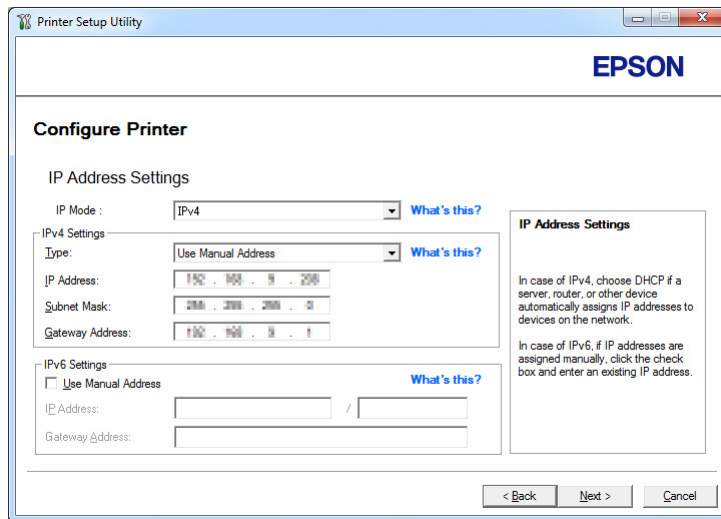 Printer Setup Utility
EPSON
Configure Printer
IP Address Settings
IP Mode : IPv4 What's this?
IPv4 Settings
Type: Use Manual Address What's this?
IP Address:
Subnet Mask:
Gateway Address:
IPv6 Settings
Use Manual Address What's this?
IP Address: /
Gateway Address:
IP Address Settings
In case of IPv4, choose DHCP if a
server, router, or other device
automatically assigns IP addresses to
devices on the network.
In case of IPv6, if IP addresses are
assigned manually, click the check
box and enter an existing IP address.
< Back Next > Cancel